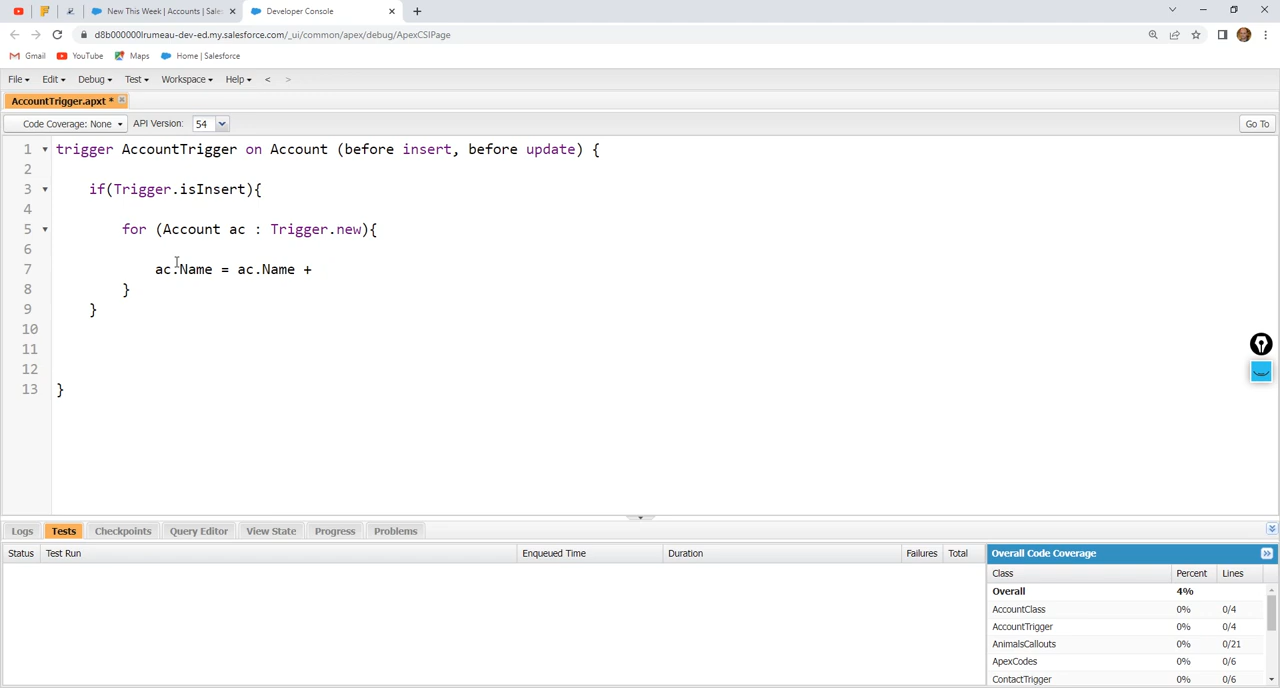 New This Week | Accounts | Sales
Developer Console
d8b000000lrumeau-dev-ed.my.salesforce.com/_ui/common/apex/debug/ApexCSIPage
Gmail YouTube Maps Home | Salesforce
File Edit Debug Test Workspace Help < >
AccountTrigger.apxt *
Code Coverage: None API Version: 54 Go To
1 trigger AccountTrigger on Account (before insert, before update) {
2
3 if(Trigger.isInsert){
4
5 for (Account ac : Trigger.new){
6
7 ac.Name = ac.Name +
8 }
9 }
10
11
12
13 }
Logs Tests Checkpoints Query Editor View State Progress Problems
Status Test Run Enqueued Time Duration Failures Total
Overall Code Coverage
Class Percent Lines
Overall 4%
AccountClass 0% 0/4
AccountTrigger 0% 0/4
AnimalsCallouts 0% 0/21
ApexCodes 0% 0/6
ContactTrigger 0% 0/6